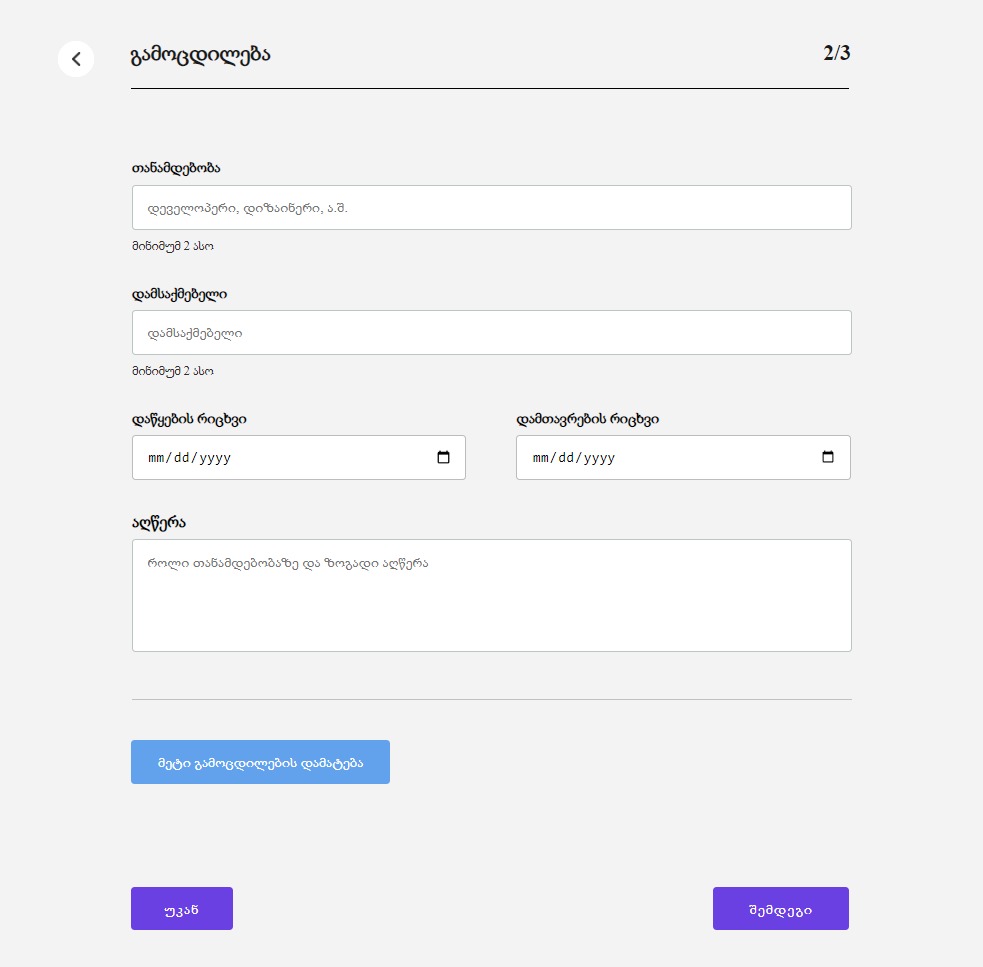 გამოცდილება
2/3
თანამდებობა
დეველოპერი, დიზაინერი, ა.შ.
მინიმუმ 2 ასო
დამსაქმებელი
დამსაქმებელი
მინიმუმ 2 ასო
დაწყების რიცხვი
დამთავრების რიცხვი
mm/dd/yyyy
mm/dd/yyyy
აღწერა
როლი თანამდებობაზე და ზოგადი აღწერა
მეტი გამოცდილების დამატება
უკან
შემდეგი